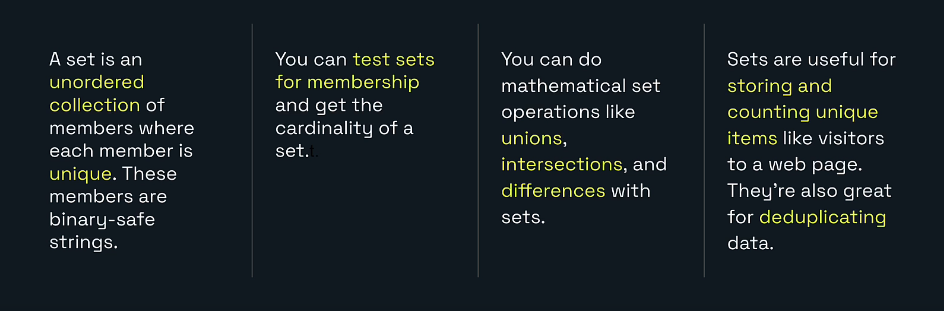 A set is an
unordered
collection of
members where
each member is
unique. These
members are
binary-safe
strings.
You can test sets
for membership
and get the
cardinality of a
set.t.
You can do
mathematical set
operations like
unions,
intersections, and
differences with
sets.
Sets are useful for
storing and
counting unique
items like visitors
to a web page.
They’re also great
for deduplicating
data.